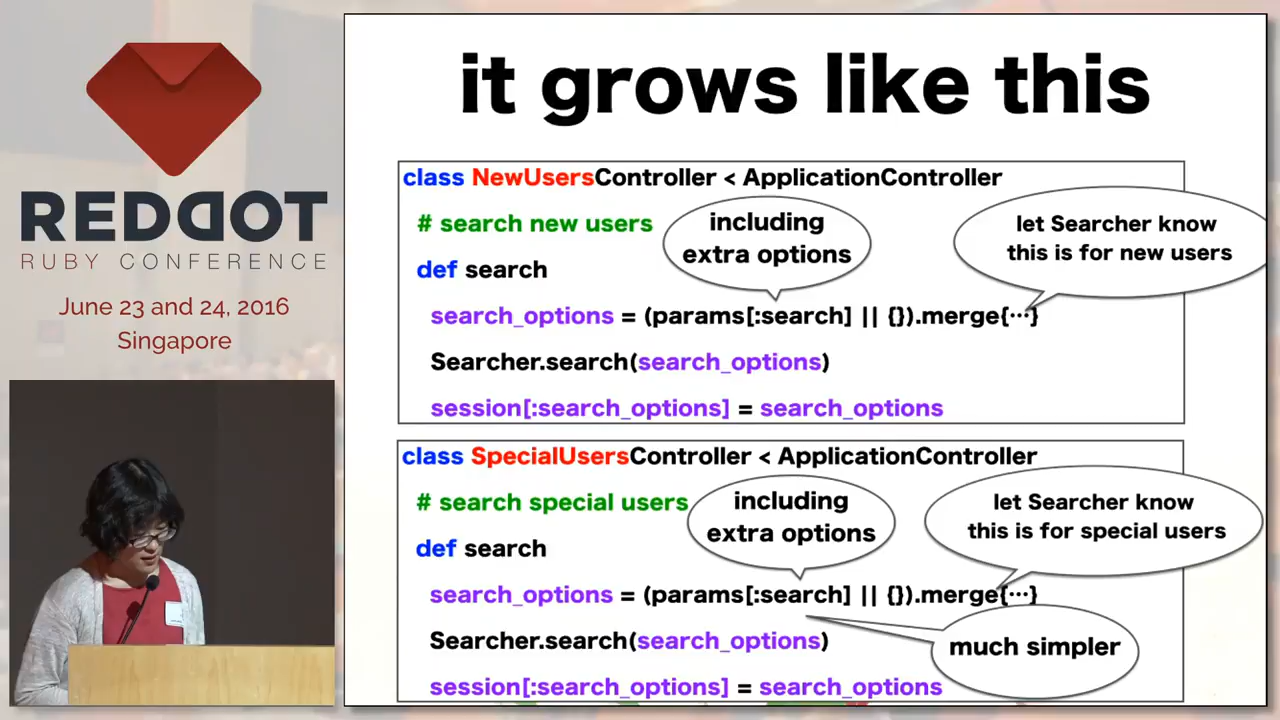 REDDOT
RUBY CONFERENCE
June 23 and 24, 2016
Singapore
it grows like this
class NewUsersController < ApplicationController
# search new users
including
extra options
let Searcher know
this is for new users
def search
search_options = (params[:search] || {}).merge{…}
Searcher.search(search_options)
session[:search_options] = search_options
class SpecialUsersController < ApplicationController
# search special users
including
extra options
let Searcher know
this is for special users
def search
search_options = (params[:search] || {}).merge{…}
Searcher.search(search_options)
much simpler
session[:search_options] = search_options